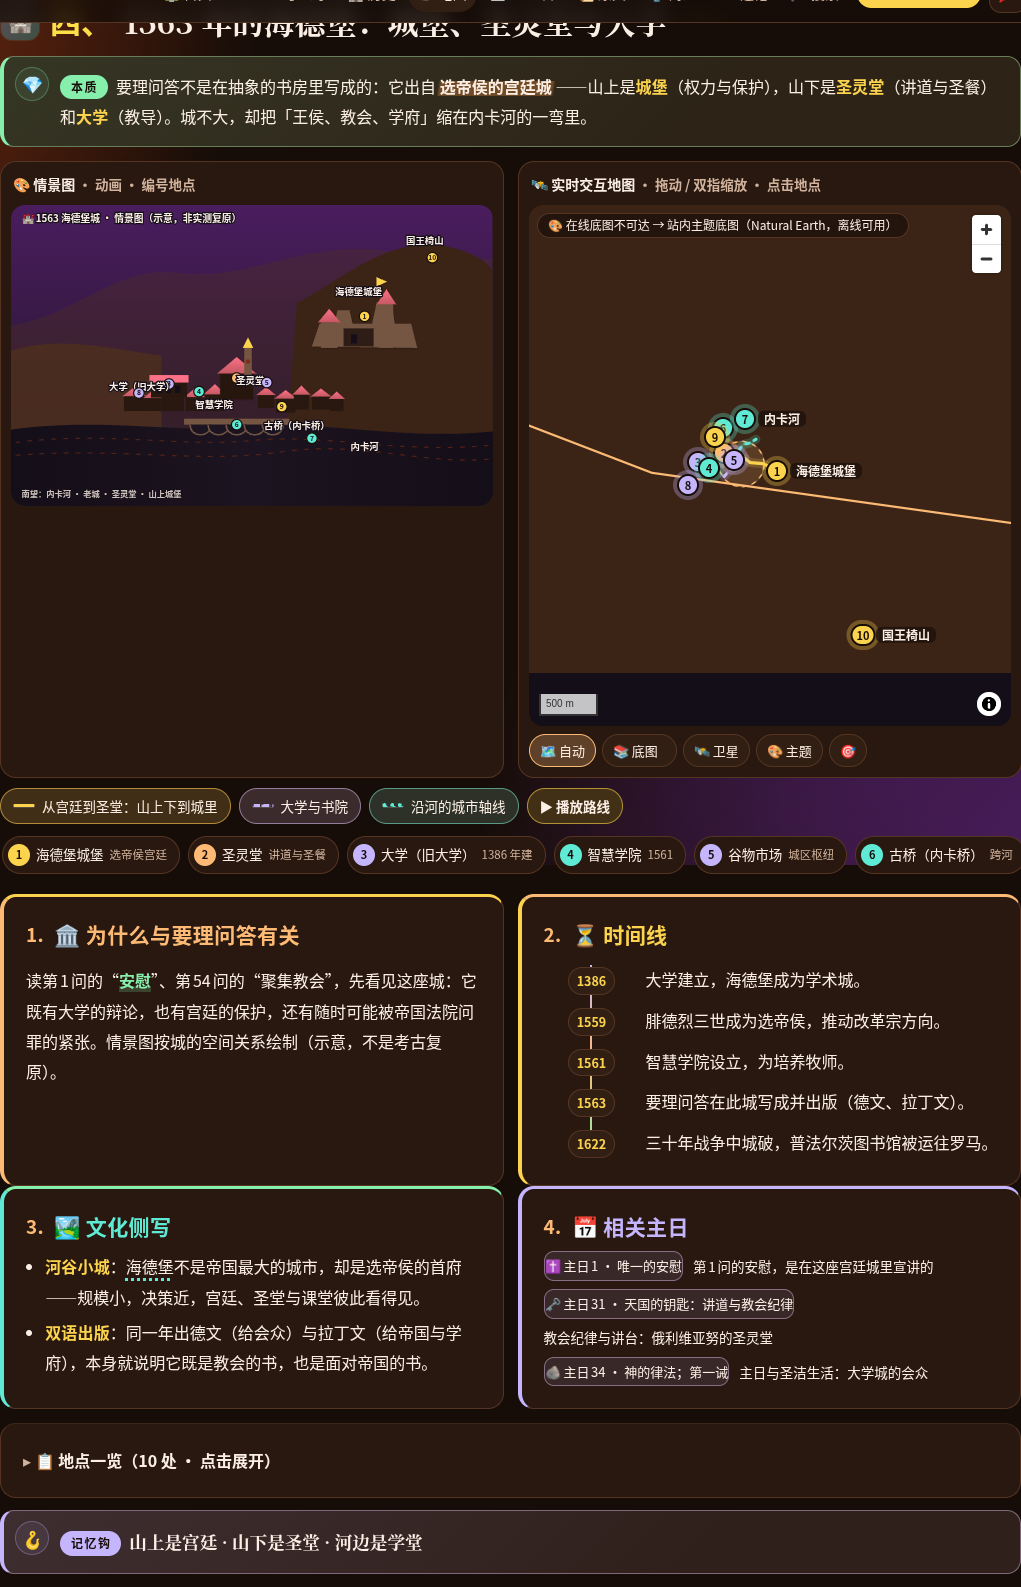 四、 1563 年的海德堡：城堡、圣灵堂与大学
本质 要理问答不是在抽象的书房里写成的：它出自选帝侯的宫廷城——山上是城堡（权力与保护），山下是圣灵堂（讲道与圣餐）
和大学（教导）。城不大，却把「王侯、教会、学府」缩在内卡河的一弯里。
情景图 · 动画 · 编号地点
1563 海德堡城 · 情景图（示意，非实测复原）
国王椅山
10
海德堡城堡
1
大学（旧大学）
3
圣灵堂
5
4
智慧学院
9
6
古桥（内卡桥）
7
内卡河
南望：内卡河 · 老城 · 圣灵堂 · 山上城堡
实时交互地图 · 拖动 / 双指缩放 · 点击地点
在线底图不可达 → 站内主题底图（Natural Earth，离线可用）
+
−
7 内卡河
9
2
3
4
5
1 海德堡城堡
8
10 国王椅山
500 m
自动
底图
卫星
主题
从宫廷到圣堂：山上下到城里
大学与书院
沿河的城市轴线
▶ 播放路线
1 海德堡城堡 选帝侯宫廷
2 圣灵堂 讲道与圣餐
3 大学（旧大学） 1386 年建
4 智慧学院 1561
5 谷物市场 城区枢纽
6 古桥（内卡桥） 跨河
1. 为什么与要理问答有关
读第 1 问的“安慰”、第 54 问的“聚集教会”，先看见这座城：它
既有大学的辩论，也有宫廷的保护，还有随时可能被帝国法院问
罪的紧张。情景图按城的空间关系绘制（示意，不是考古复
原）。
2. 时间线
1386 大学建立，海德堡成为学术城。
1559 腓德烈三世成为选帝侯，推动改革宗方向。
1561 智慧学院设立，为培养牧师。
1563 要理问答在此城写成并出版（德文、拉丁文）。
1622 三十年战争中城破，普法尔茨图书馆被运往罗马。
3. 文化侧写
• 河谷小城：海德堡不是帝国最大的城市，却是选帝侯的首府
——规模小，决策近，宫廷、圣堂与课堂彼此看得见。
• 双语出版：同一年出德文（给会众）与拉丁文（给帝国与学
府），本身就说明它既是教会的书，也是面对帝国的书。
4. 相关主日
主日 1 · 唯一的安慰 第 1 问的安慰，是在这座宫廷城里宣讲的
主日 31 · 天国的钥匙：讲道与教会纪律
教会纪律与讲台：俄利维亚努的圣灵堂
主日 34 · 神的律法；第一诫 主日与圣洁生活：大学城的会众
▸ 地点一览（10 处 · 点击展开）
记忆钩 山上是宫廷 · 山下是圣堂 · 河边是学堂